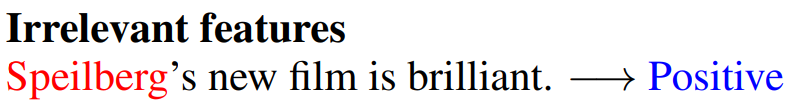 Irrelevant features
Speilberg’s new film is brilliant. ⟶ Positive